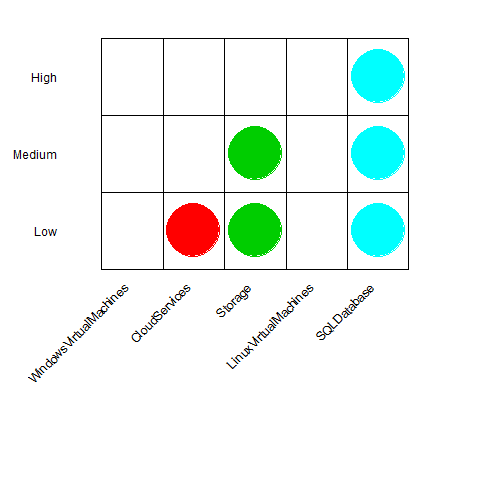 High
Medium
Low
WindowsVirtualMachines
CloudServices
Storage
LinuxVirtualMachines
SQLDatabase